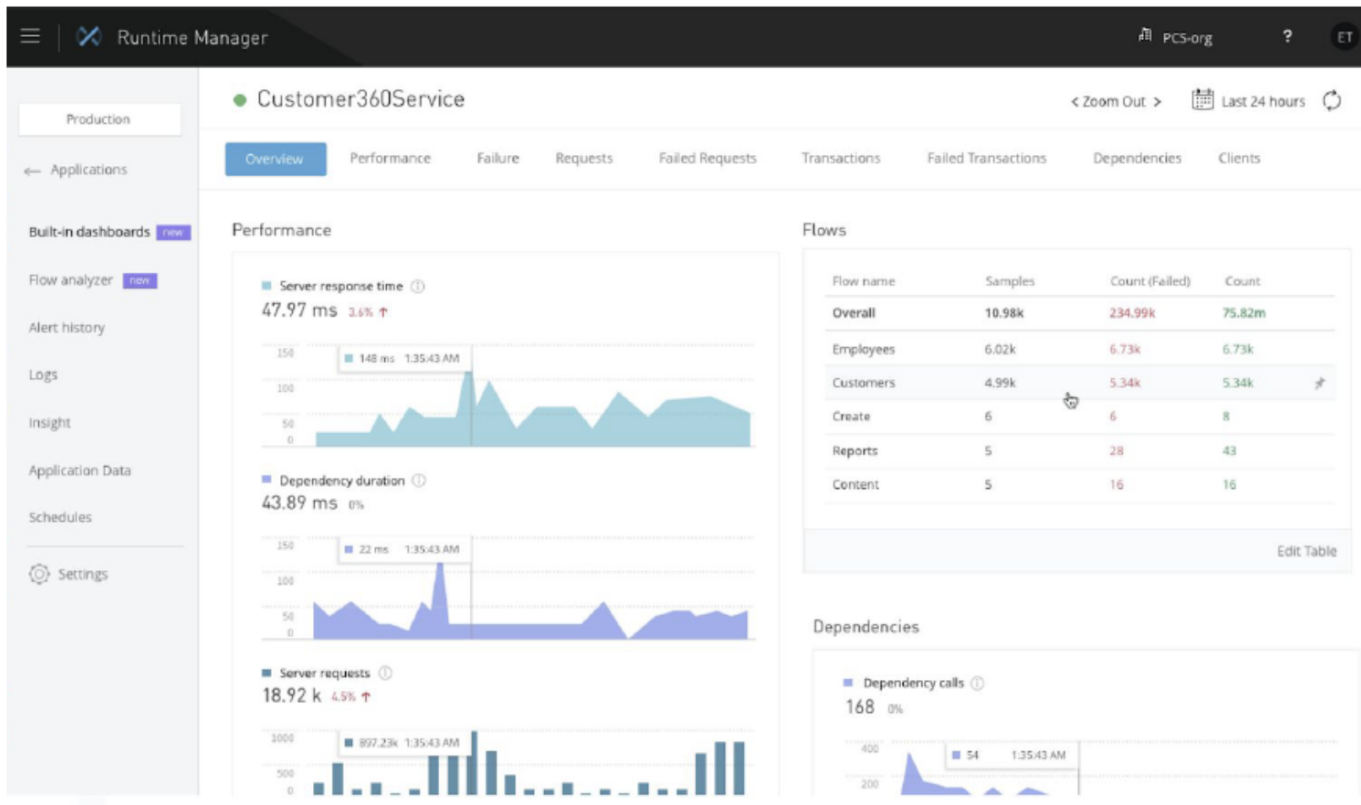 Runtime Manager
PCS-org
?
ET
Production
Customer360Service
< Zoom Out >
Last 24 hours
← Applications
Overview
Performance
Failure
Requests
Failed Requests
Transactions
Failed Transactions
Dependencies
Clients
Built-in dashboards new
Flow analyzer new
Alert history
Logs
Insight
Application Data
Schedules
Settings
Performance
Server response time
47.97 ms 3.6% ↑
148 ms 1:35:43 AM
150
100
50
0
Dependency duration
43.89 ms 0%
22 ms 1:35:43 AM
150
100
50
0
Server requests
18.92 k 4.5% ↑
897.23k 1:35:43 AM
1000
500
0
Flows
Flow name Samples Count (Failed) Count
Overall 10.98k 234.99k 75.82m
Employees 6.02k 6.73k 6.73k
Customers 4.99k 5.34k 5.34k
Create 6 6 8
Reports 5 28 43
Content 5 16 16
Edit Table
Dependencies
Dependency calls
168 0%
54 1:35:43 AM
400
200